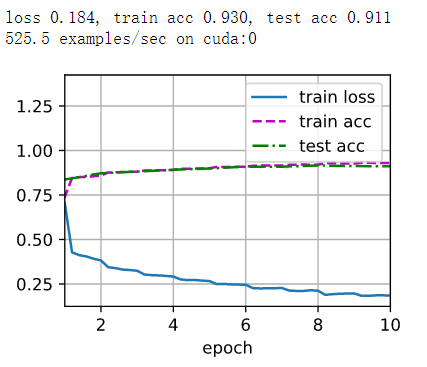 loss 0.184, train acc 0.930, test acc 0.911
525.5 examples/sec on cuda:0
train loss
train acc
test acc
1.25
1.00
0.75
0.50
0.25
2 4 6 8 10
epoch